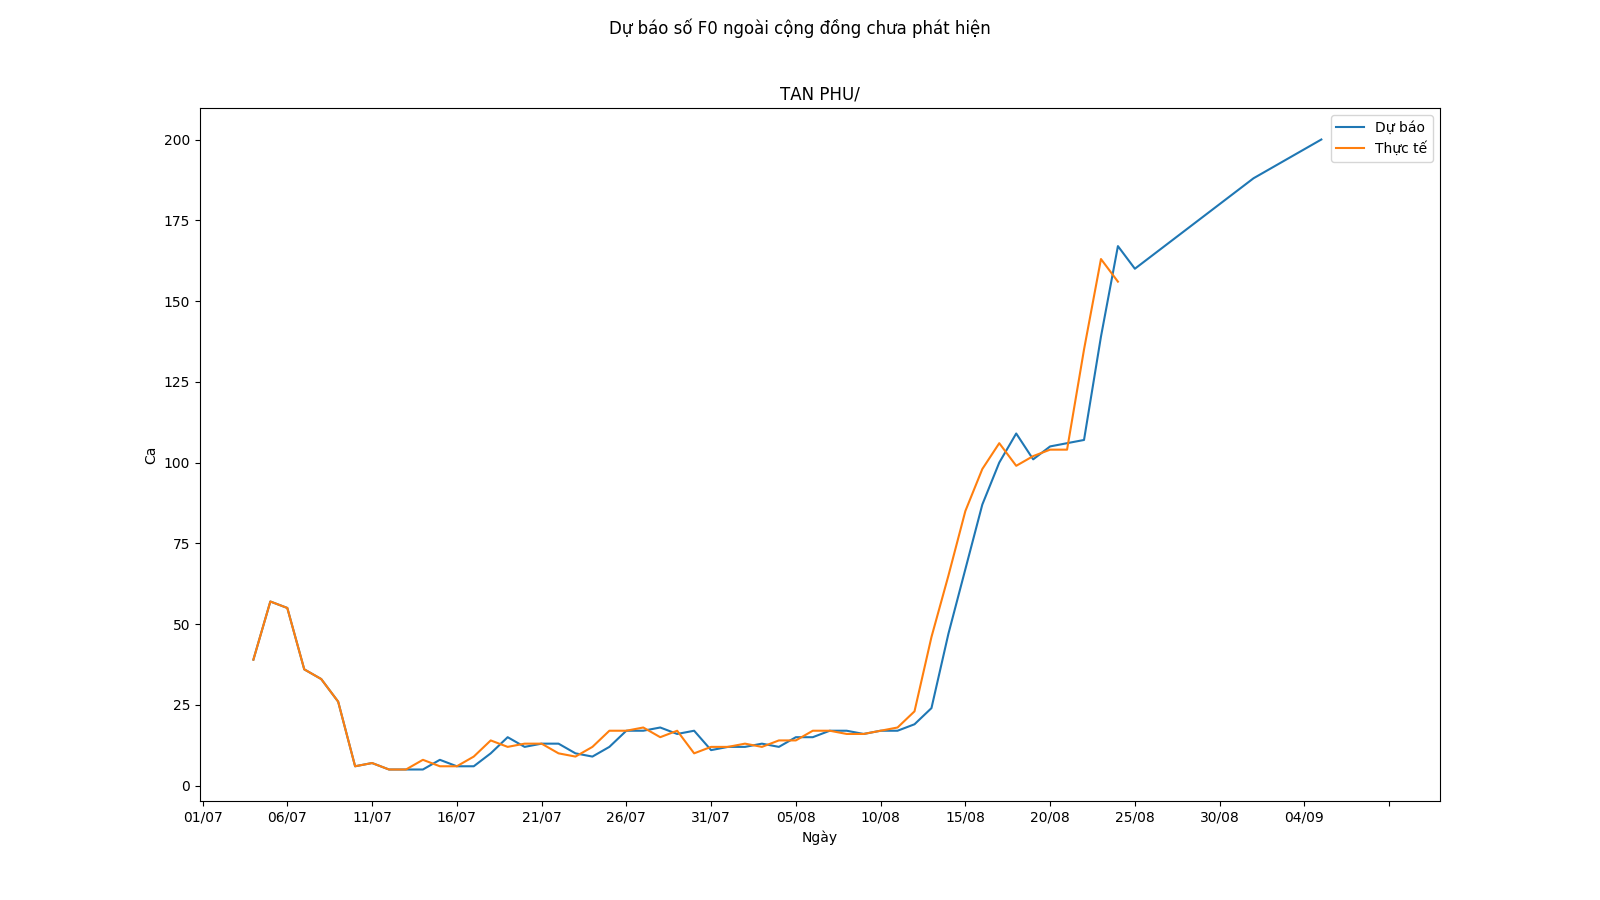 Dự báo số F0 ngoài cộng đồng chưa phát hiện
TAN PHU/
Dự báo
Thực tế
200
175
150
125
100
75
50
25
0
Ca
01/07 06/07 11/07 16/07 21/07 26/07 31/07 05/08 10/08 15/08 20/08 25/08 30/08 04/09
Ngày